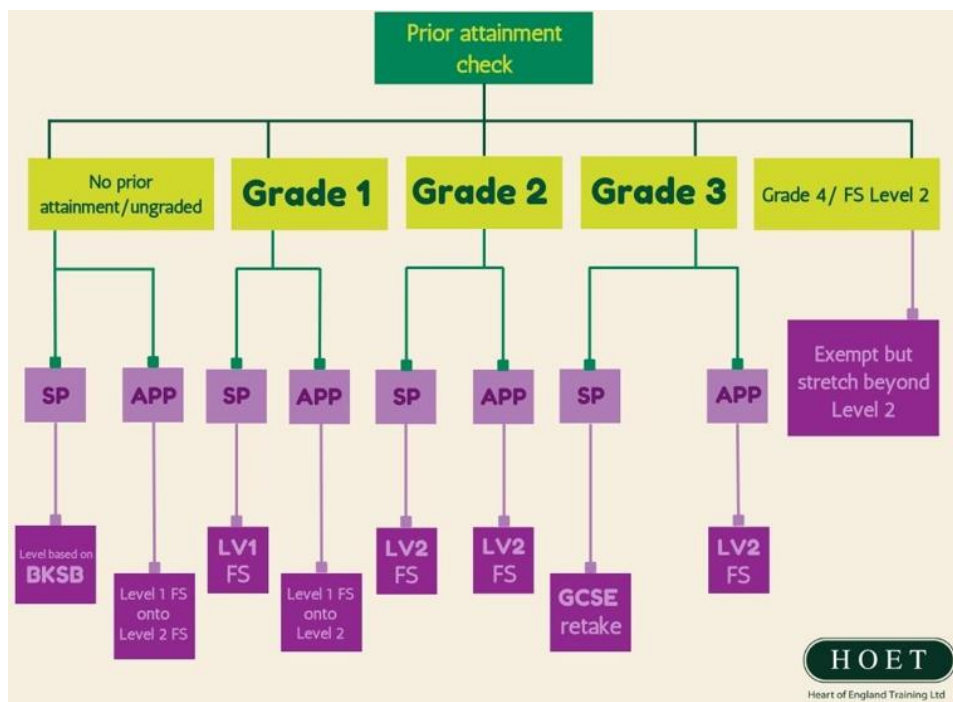 Prior attainment
check
No prior
attainment/ungraded
Grade 1
Grade 2
Grade 3
Grade 4/ FS Level 2
SP
APP
SP
APP
SP
APP
SP
APP
Exempt but
stretch beyond
Level 2
Level based on
BKSB
Level 1 FS
onto
Level 2 FS
LV1
FS
Level 1 FS
onto
Level 2
LV2
FS
LV2
FS
GCSE
retake
LV2
FS
HOET
Heart of England Training Ltd